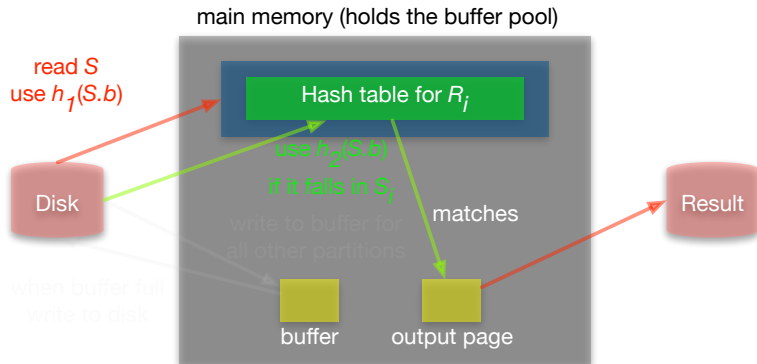 main memory (holds the buffer pool)
read S
use h₁(S.b)
Hash table for Rᵢ
use h₂(S.b)
if it falls in Sᵢ
Disk
matches
Result
write to buffer for
all other partitions
when buffer full
write to disk
buffer
output page